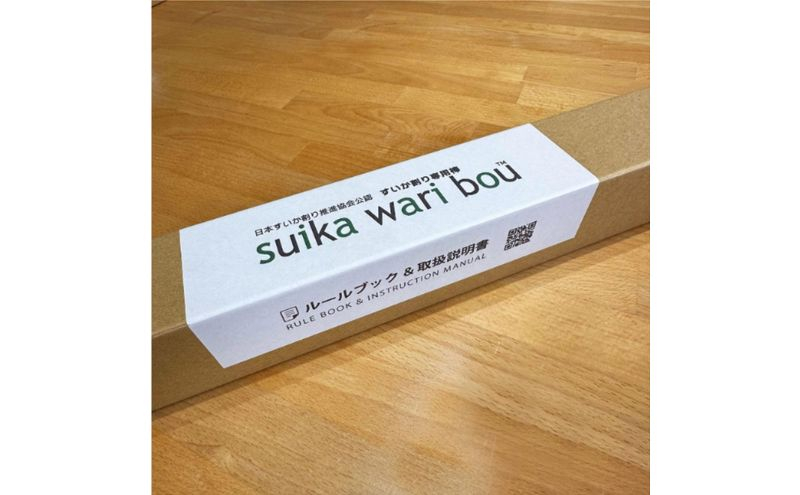 日本すいか割り推進協会公認 すいか割り専用棒
suika wari bou™
ルールブック & 取扱説明書
RULE BOOK & INSTRUCTION MANUAL